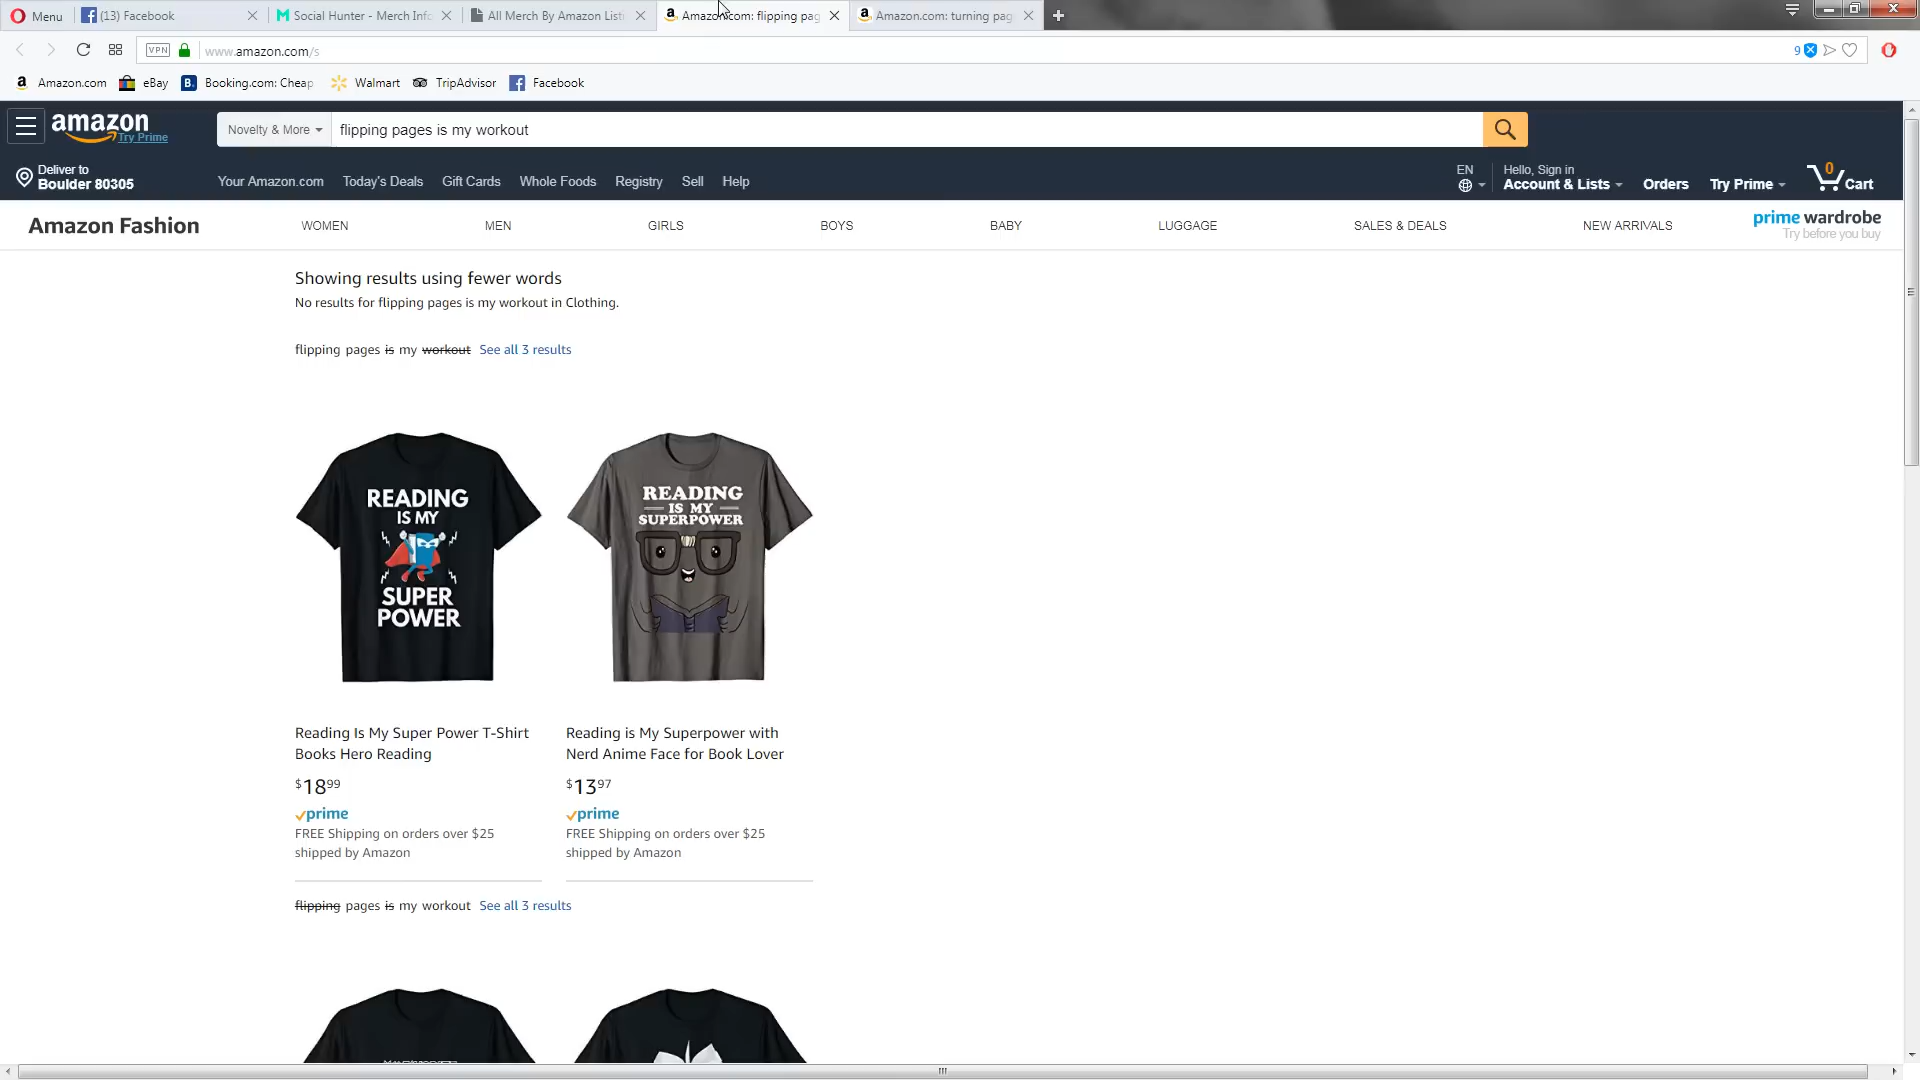 Menu
(13) Facebook
Social Hunter - Merch Info
All Merch By Amazon List
Amazon.com: flipping pag
Amazon.com: turning pag
VPN
www.amazon.com/s
9
Amazon.com
eBay
Booking.com: Cheap
Walmart
TripAdvisor
Facebook
amazon
Try Prime
Novelty & More
flipping pages is my workout
Deliver to
Boulder 80305
Your Amazon.com
Today's Deals
Gift Cards
Whole Foods
Registry
Sell
Help
EN
Hello, Sign in
Account & Lists
Orders
Try Prime
0
Cart
Amazon Fashion
WOMEN
MEN
GIRLS
BOYS
BABY
LUGGAGE
SALES & DEALS
NEW ARRIVALS
prime wardrobe
Try before you buy
Showing results using fewer words
No results for flipping pages is my workout in Clothing.
flipping pages is my workout See all 3 results
READING
IS MY
SUPER
POWER
READING
IS MY
SUPERPOWER
Reading Is My Super Power T-Shirt
Books Hero Reading
$18.99
prime
FREE Shipping on orders over $25
shipped by Amazon
Reading is My Superpower with
Nerd Anime Face for Book Lover
$13.97
prime
FREE Shipping on orders over $25
shipped by Amazon
flipping pages is my workout See all 3 results